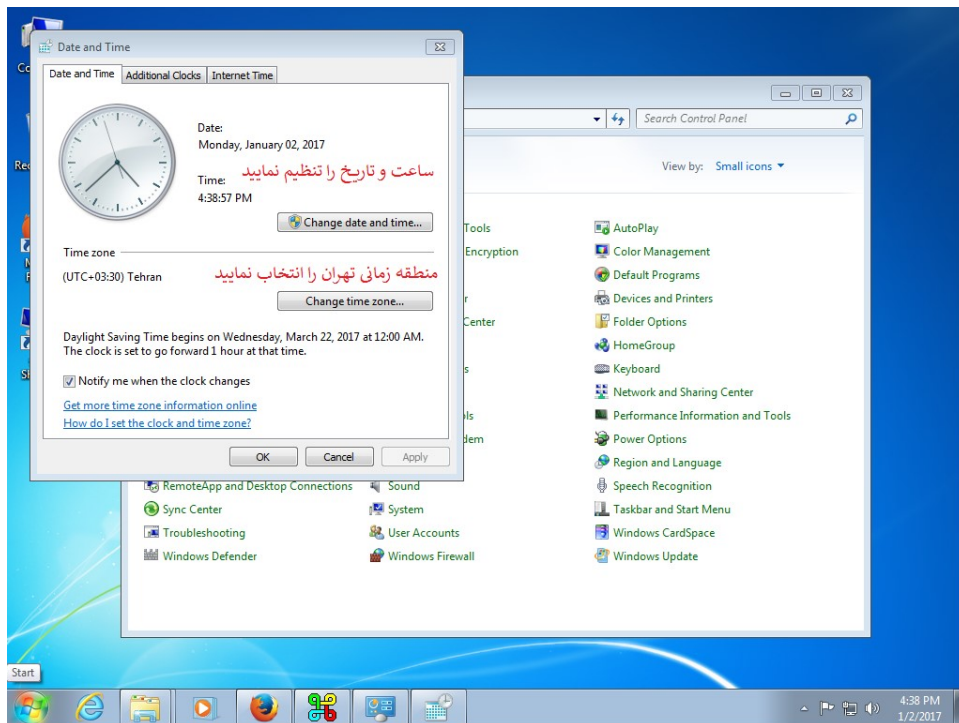 Date and Time
Date and Time
Additional Clocks
Internet Time
Date:
Monday, January 02, 2017
ساعت و تاریخ را تنظیم نمایید
Time:
4:38:57 PM
Change date and time...
Time zone
(UTC+03:30) Tehran
منطقه زمانی تهران را انتخاب نمایید
Change time zone...
Daylight Saving Time begins on Wednesday, March 22, 2017 at 12:00 AM.
The clock is set to go forward 1 hour at that time.
Notify me when the clock changes
Get more time zone information online
How do I set the clock and time zone?
OK
Cancel
Apply
Search Control Panel
View by: Small icons
Tools
Encryption
Center
RemoteApp and Desktop Connections
Sync Center
Troubleshooting
Windows Defender
Sound
System
User Accounts
Windows Firewall
AutoPlay
Color Management
Default Programs
Devices and Printers
Folder Options
HomeGroup
Keyboard
Network and Sharing Center
Performance Information and Tools
Power Options
Region and Language
Speech Recognition
Taskbar and Start Menu
Windows CardSpace
Windows Update
Start
4:38 PM
1/2/2017